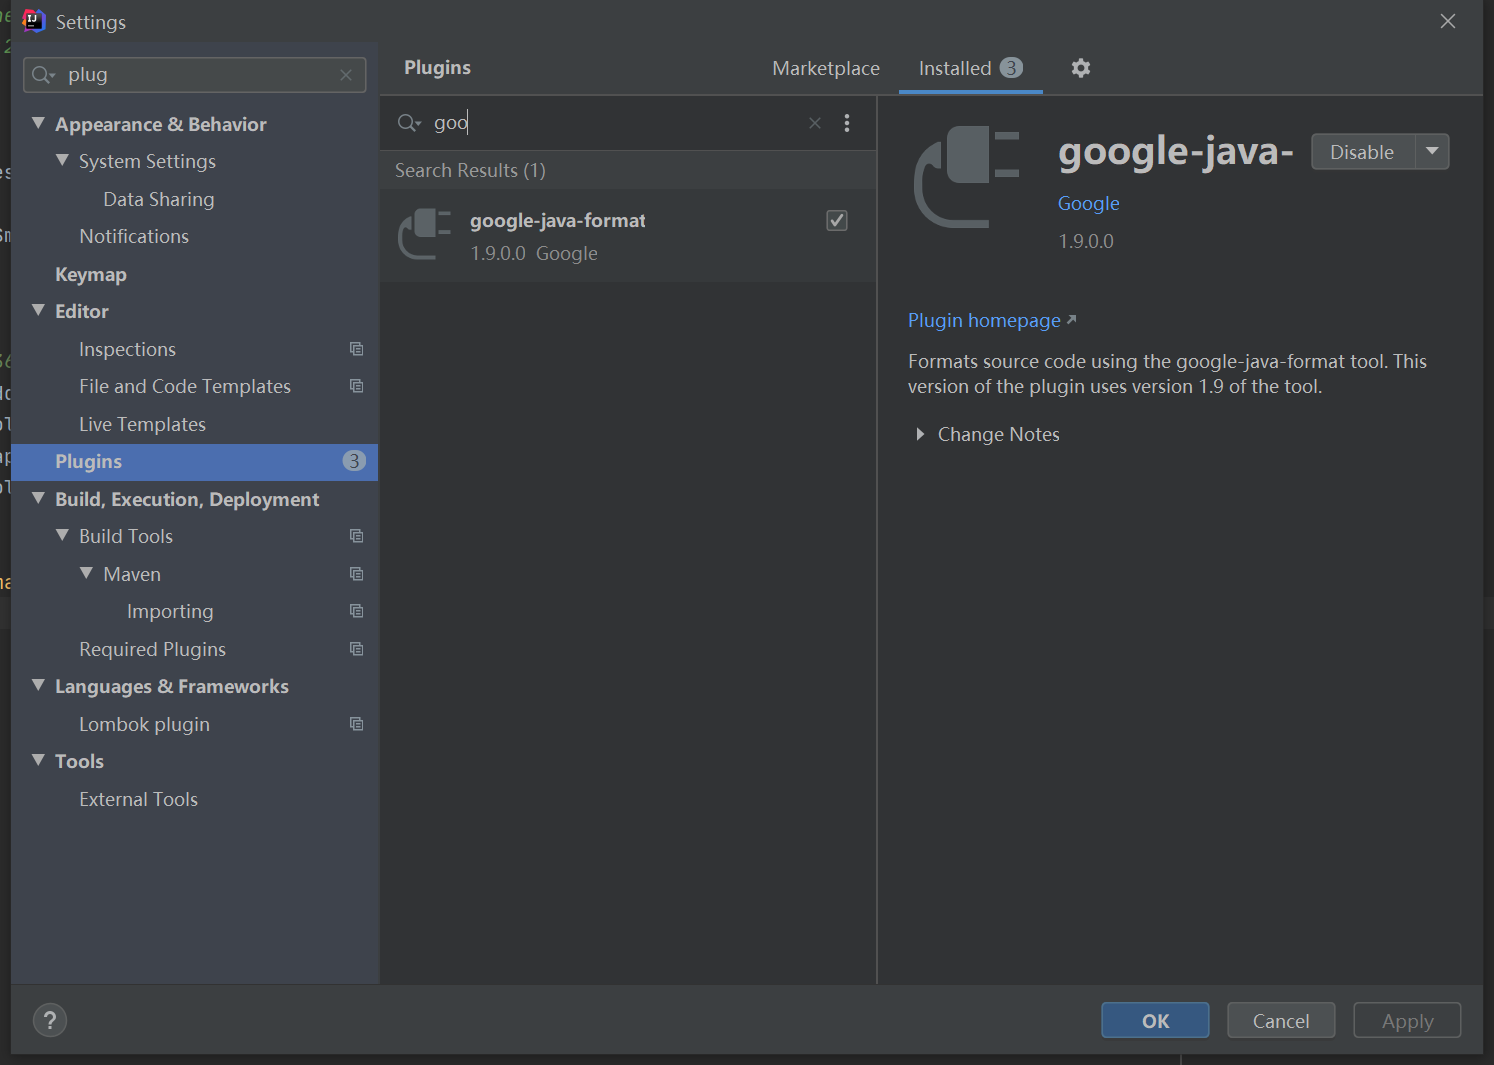 Settings
plug
Appearance & Behavior
System Settings
Data Sharing
Notifications
Keymap
Editor
Inspections
File and Code Templates
Live Templates
Plugins 3
Build, Execution, Deployment
Build Tools
Maven
Importing
Required Plugins
Languages & Frameworks
Lombok plugin
Tools
External Tools
Plugins
Marketplace
Installed 3
goo
Search Results (1)
google-java-format
1.9.0.0 Google
google-java-
Disable
Google
1.9.0.0
Plugin homepage
Formats source code using the google-java-format tool. This
version of the plugin uses version 1.9 of the tool.
Change Notes
?
OK
Cancel
Apply